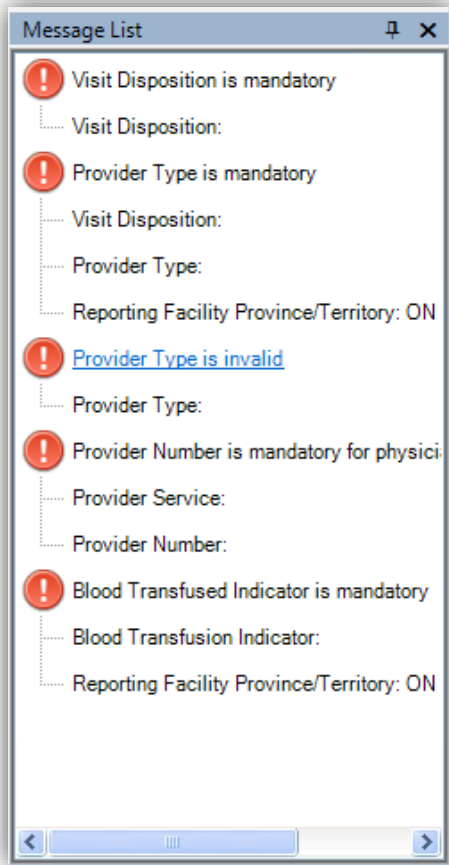 Message List
Visit Disposition is mandatory
Visit Disposition:
Provider Type is mandatory
Visit Disposition:
Provider Type:
Reporting Facility Province/Territory: ON
Provider Type is invalid
Provider Type:
Provider Number is mandatory for physici
Provider Service:
Provider Number:
Blood Transfused Indicator is mandatory
Blood Transfusion Indicator:
Reporting Facility Province/Territory: ON